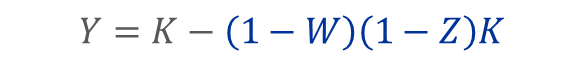 Y = K − (1 − W)(1 − Z)K